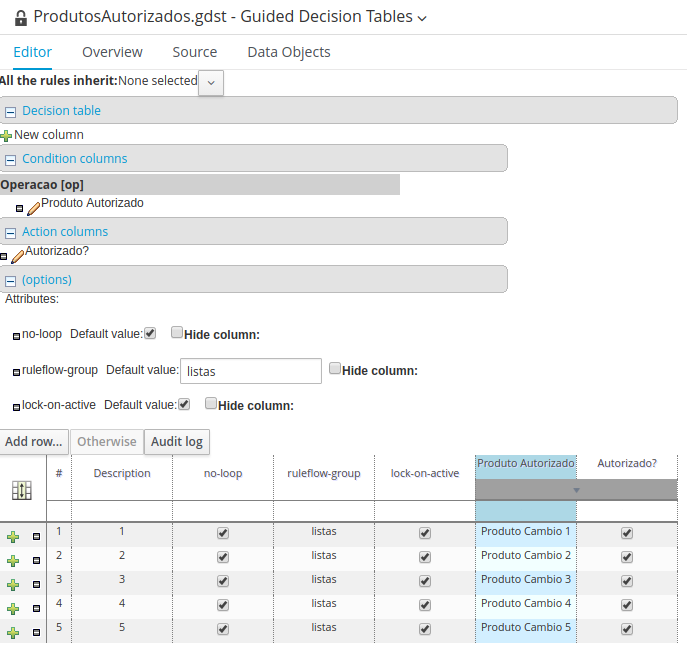 ProdutosAutorizados.gdst - Guided Decision Tables
Editor Overview Source Data Objects
All the rules inherit:None selected
Decision table
New column
Condition columns
Operacao [op]
Produto Autorizado
Action columns
Autorizado?
(options)
Attributes:
no-loop Default value: Hide column:
ruleflow-group Default value: listas Hide column:
lock-on-active Default value: Hide column:
Add row... Otherwise Audit log
# Description no-loop ruleflow-group lock-on-active Produto Autorizado Autorizado?
1 1 listas Produto Cambio 1
2 2 listas Produto Cambio 2
3 3 listas Produto Cambio 3
4 4 listas Produto Cambio 4
5 5 listas Produto Cambio 5